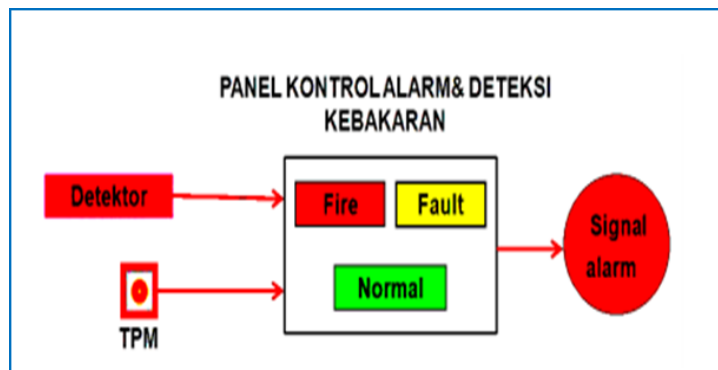 PANEL KONTROL ALARM& DETEKSI
KEBAKARAN
Detektor
Fire
Fault
Signal
alarm
Normal
TPM